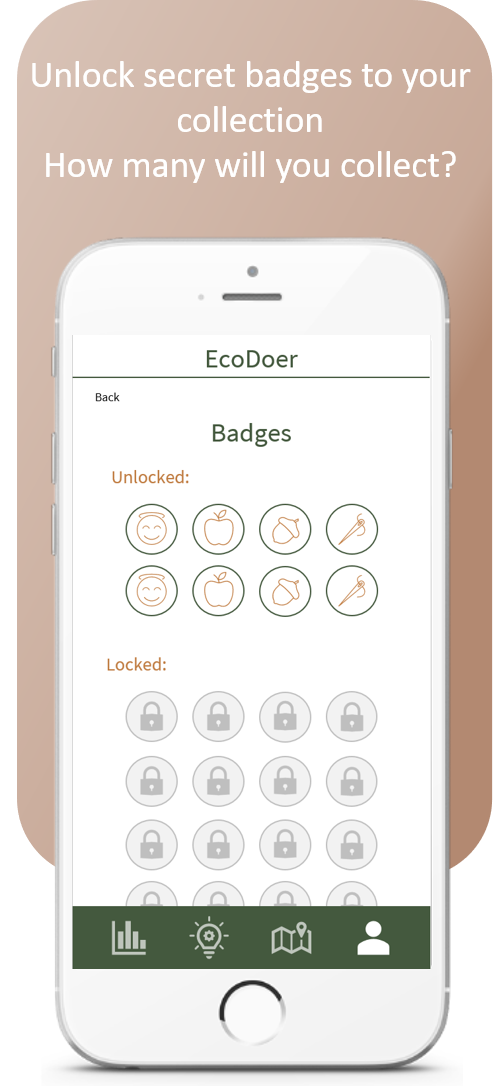 Unlock secret badges to your
collection
How many will you collect?
EcoDoer
Back
Badges
Unlocked:
Locked: